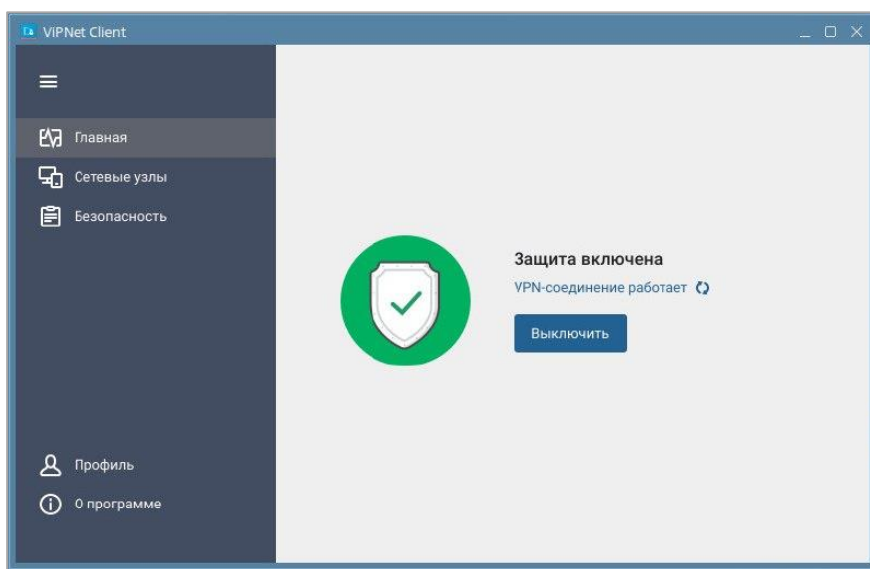 ViPNet Client
Главная
Сетевые узлы
Безопасность
Защита включена
VPN-соединение работает
Выключить
Профиль
О программе